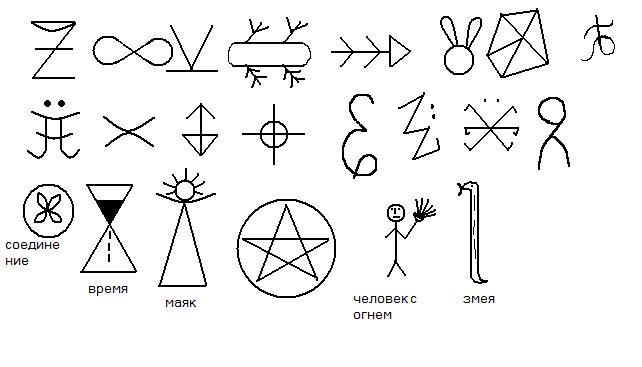 соедине
ние
время
маяк
человек с
огнем
змея